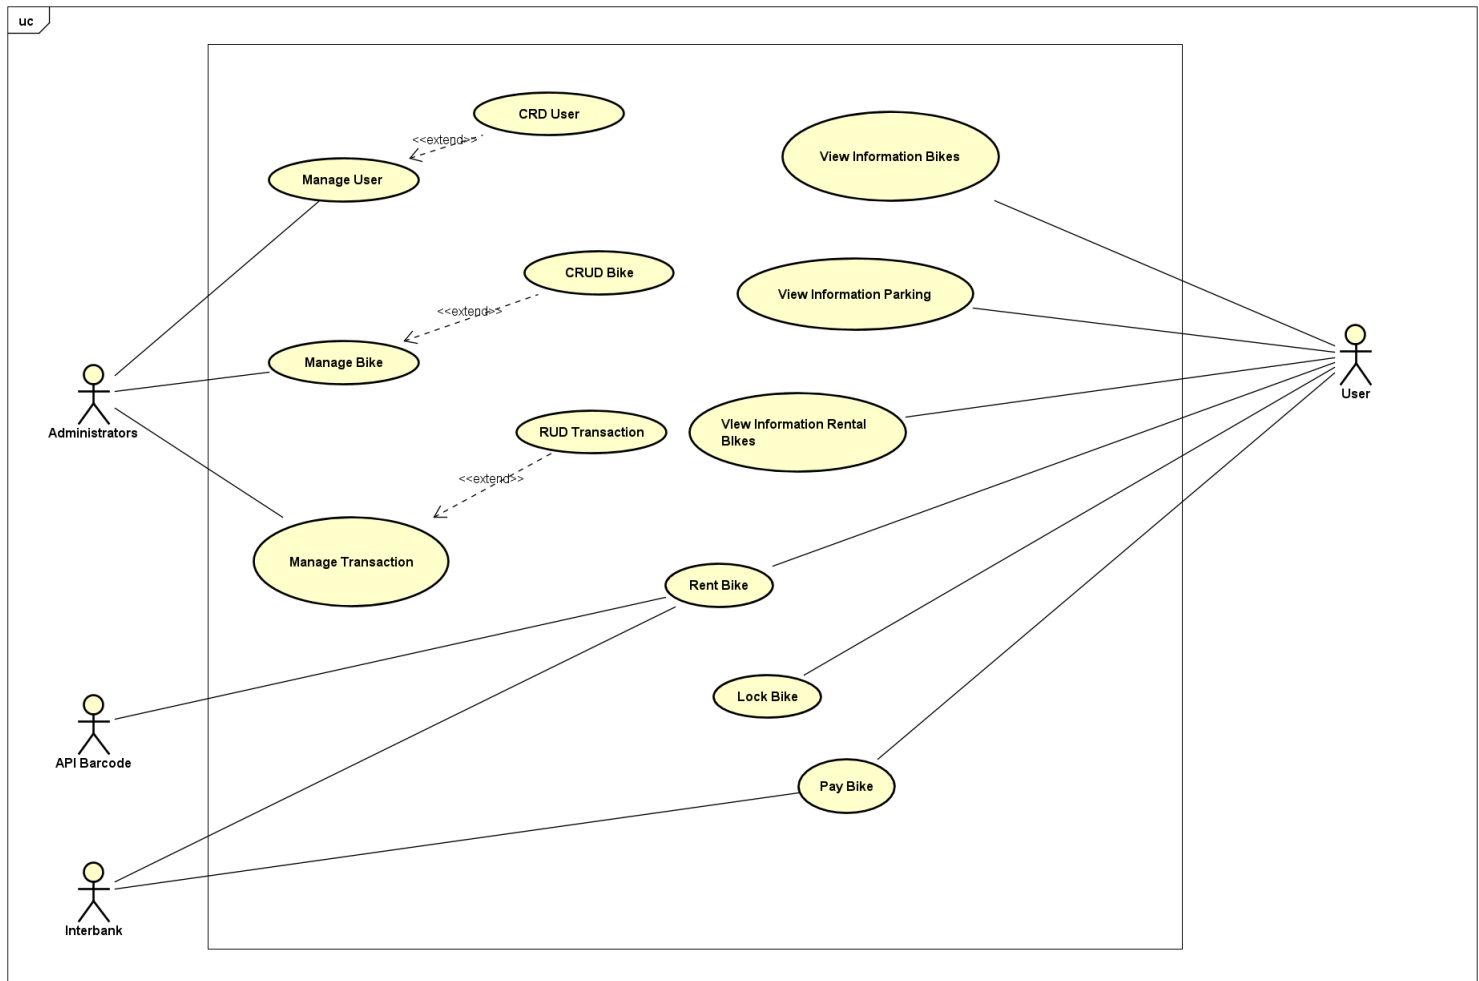 uc
CRD User
<<extend>>
View Information Bikes
Manage User
CRUD Bike
View Information Parking
<<extend>>
Manage Bike
User
Administrators
RUD Transaction
VIew Information Rental
BIkes
<<extend>>
Manage Transaction
Rent Bike
Lock Bike
API Barcode
Pay Bike
Interbank